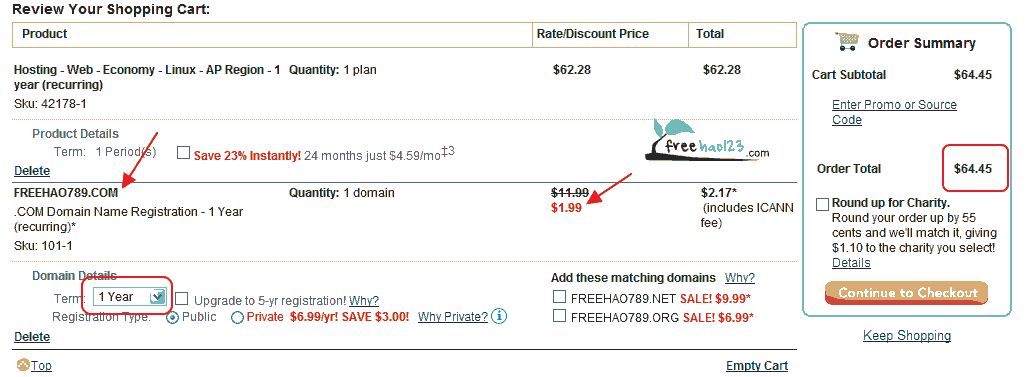 Review Your Shopping Cart:
Product Rate/Discount Price Total
Hosting - Web - Economy - Linux - AP Region - 1 year (recurring) Quantity: 1 plan $62.28 $62.28
Sku: 42178-1
Product Details
Term: 1 Period(s) Save 23% Instantly! 24 months just $4.59/mo‡3
Delete
freehao123.com
FREEHAO789.COM Quantity: 1 domain $11.99 $2.17*
$1.99 (includes ICANN fee)
.COM Domain Name Registration - 1 Year (recurring)*
Sku: 101-1
Domain Details
Term: 1 Year Upgrade to 5-yr registration! Why?
Registration Type: Public Private $6.99/yr! SAVE $3.00! Why Private? i
Add these matching domains Why?
FREEHAO789.NET SALE! $9.99*
FREEHAO789.ORG SALE! $6.99*
Delete
Top Empty Cart
Order Summary
Cart Subtotal $64.45
Enter Promo or Source
Code
Order Total $64.45
Round up for Charity.
Round your order up by 55
cents and we'll match it, giving
$1.10 to the charity you select!
Details
Continue to Checkout
Keep Shopping